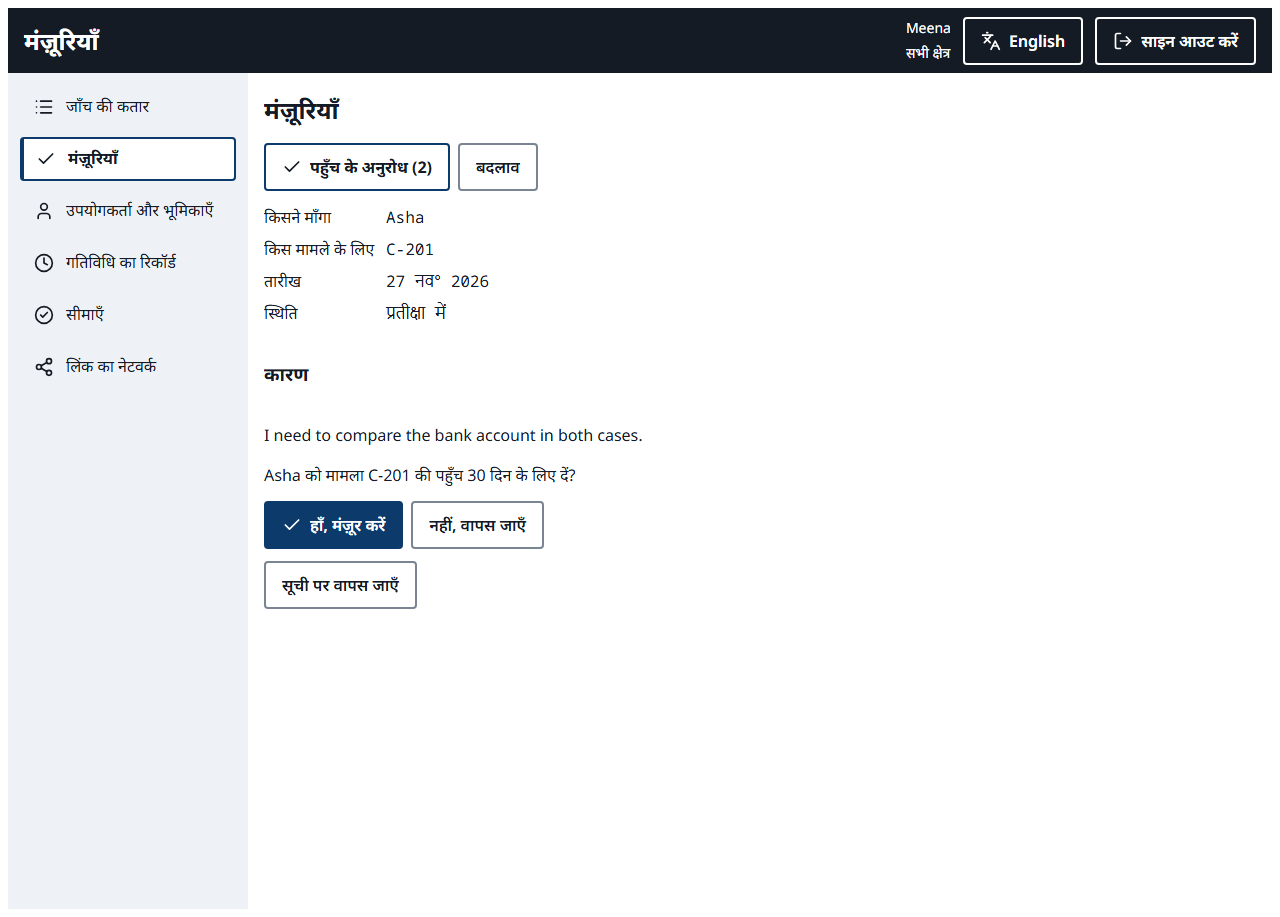 मंज़ूरियाँ
Meena
सभी क्षेत्र
English
साइन आउट करें
जाँच की कतार
मंज़ूरियाँ
उपयोगकर्ता और भूमिकाएँ
गतिविधि का रिकॉर्ड
सीमाएँ
लिंक का नेटवर्क
मंज़ूरियाँ
पहुँच के अनुरोध (2)
बदलाव
किसने माँगा Asha
किस मामले के लिए C-201
तारीख 27 नव° 2026
स्थिति प्रतीक्षा में
कारण
I need to compare the bank account in both cases.
Asha को मामला C-201 की पहुँच 30 दिन के लिए दें?
हाँ, मंज़ूर करें
नहीं, वापस जाएँ
सूची पर वापस जाएँ